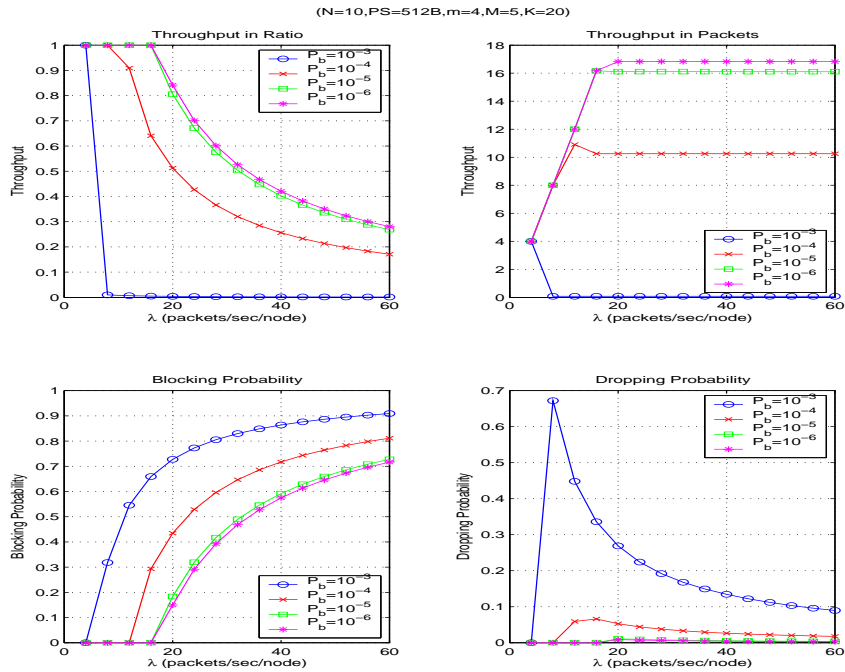 (N=10,PS=512B,m=4,M=5,K=20)
Throughput in Ratio
1
0.9
0.8
0.7
0.6
0.5
0.4
0.3
0.2
0.1
0
Throughput
0
20
40
60
λ (packets/sec/node)
P_b=10^-3
P_b=10^-4
P_b=10^-5
P_b=10^-6
Throughput in Packets
18
16
14
12
10
8
6
4
2
0
Throughput
0
20
40
60
λ (packets/sec/node)
P_b=10^-3
P_b=10^-4
P_b=10^-5
P_b=10^-6
Blocking Probability
1
0.9
0.8
0.7
0.6
0.5
0.4
0.3
0.2
0.1
0
Blocking Probability
0
20
40
60
λ (packets/sec/node)
P_b=10^-3
P_b=10^-4
P_b=10^-5
P_b=10^-6
Dropping Probability
0.7
0.6
0.5
0.4
0.3
0.2
0.1
0
Dropping Probability
0
20
40
60
λ (packets/sec/node)
P_b=10^-3
P_b=10^-4
P_b=10^-5
P_b=10^-6